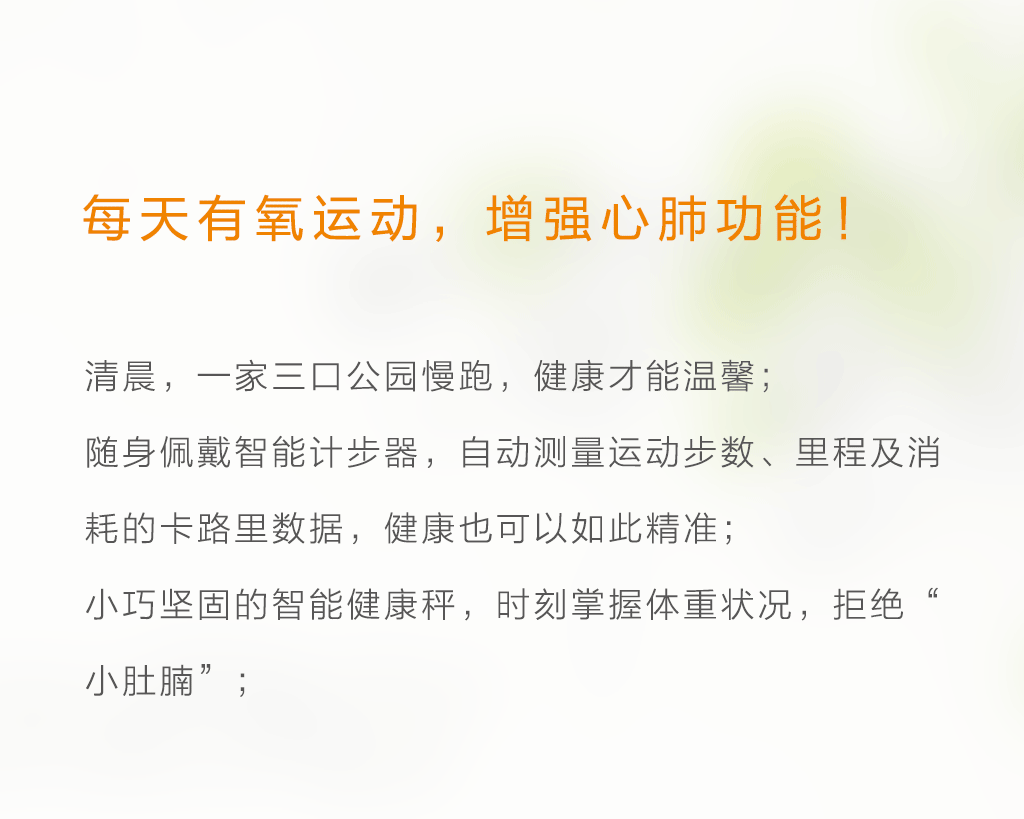 每天有氧运动，增强心肺功能！
清晨，一家三口公园慢跑，健康才能温馨；
随身佩戴智能计步器，自动测量运动步数、里程及消
耗的卡路里数据，健康也可以如此精准；
小巧坚固的智能健康秤，时刻掌握体重状况，拒绝“
小肚腩”；